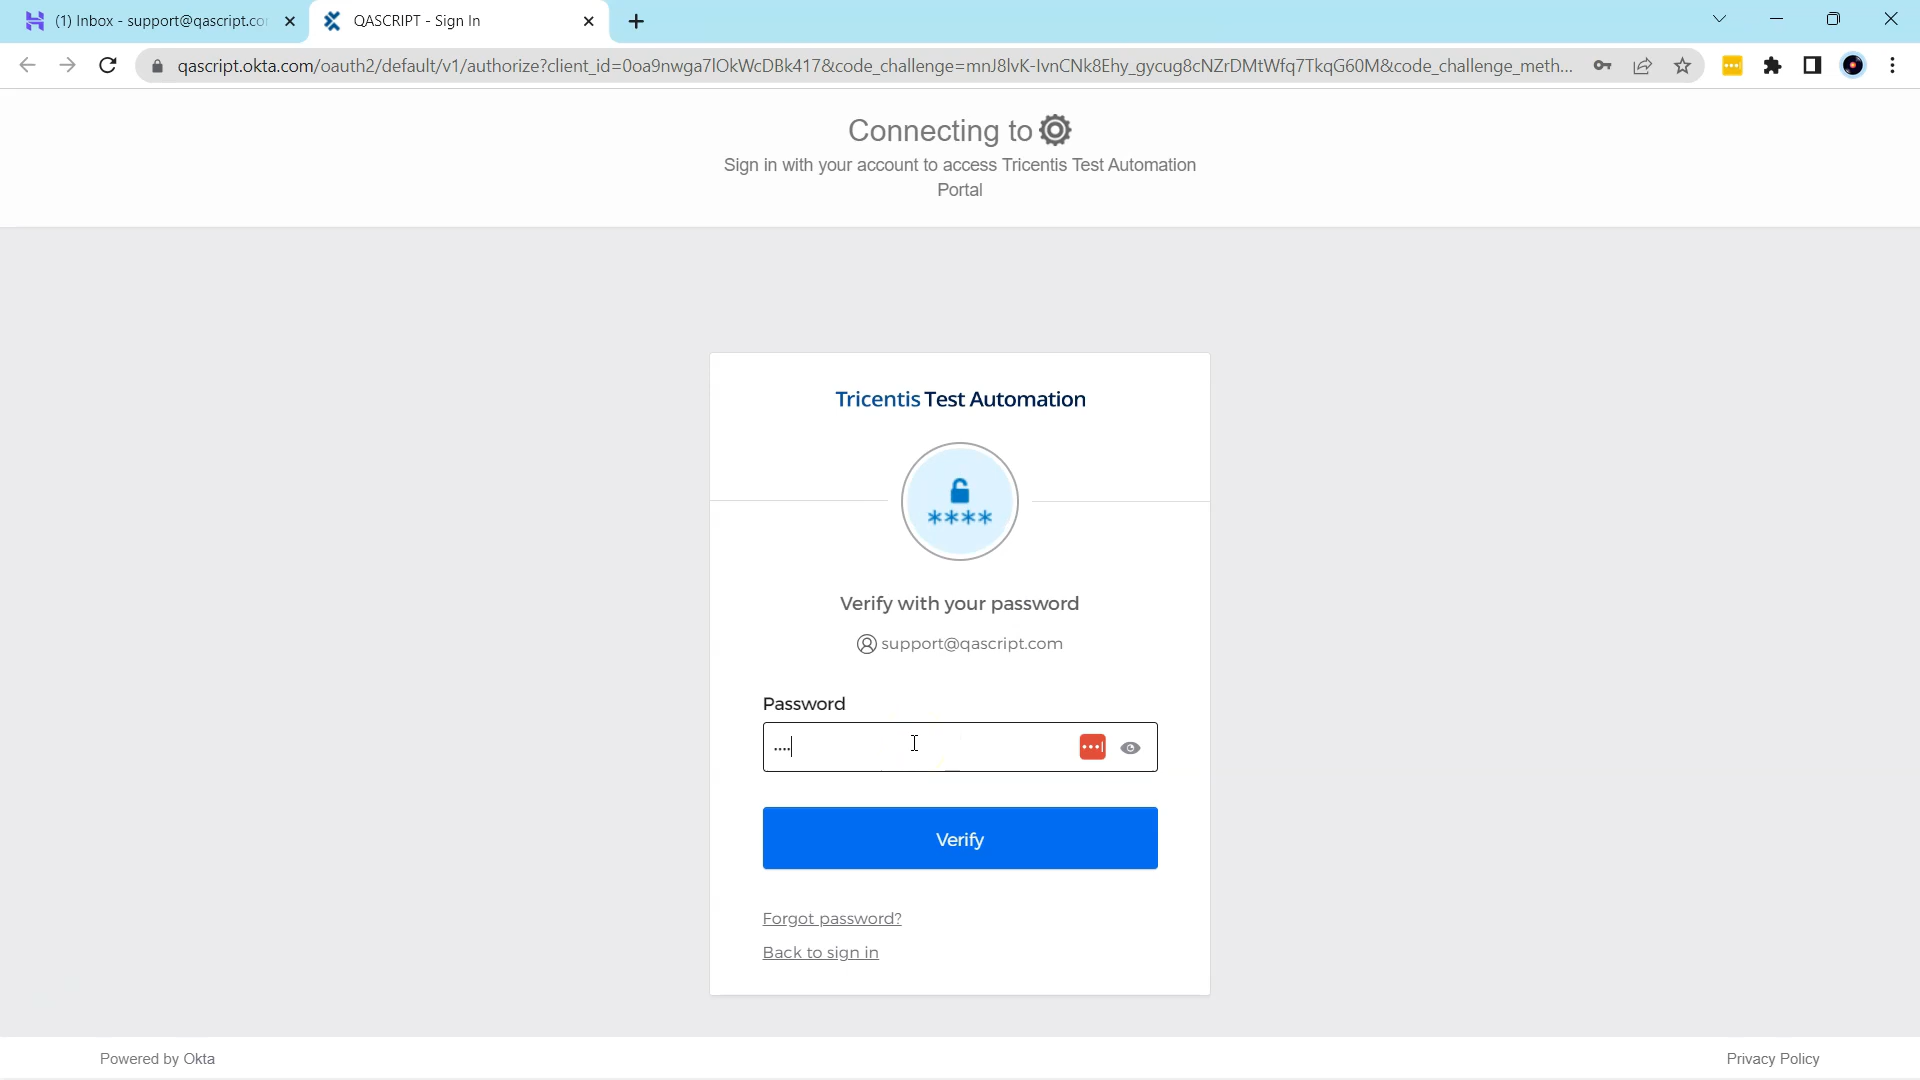 (1) Inbox - support@qascript.co
QASCRIPT - Sign In
qascript.okta.com/oauth2/default/v1/authorize?client_id=0oa9nwga7lOkWcDBk417&code_challenge=mnJ8lvK-IvnCNk8Ehy_gycug8cNZrDMtWfq7TkqG60M&code_challenge_meth...
Connecting to
Sign in with your account to access Tricentis Test Automation
Portal
Tricentis Test Automation
****
Verify with your password
support@qascript.com
Password
....
Verify
Forgot password?
Back to sign in
Powered by Okta
Privacy Policy